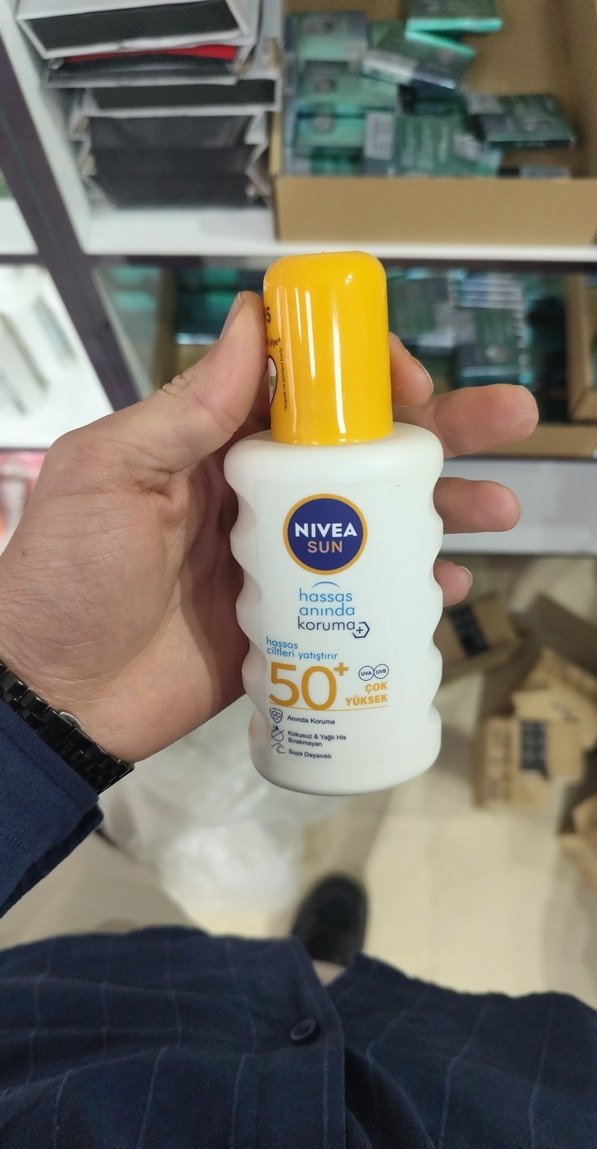 NIVEA
SUN
hassas
anında
koruma+
hassas
ciltleri yatıştırır
50+
UVA UVB
ÇOK
YÜKSEK
Anında Koruma
Kokusuz & Yağlı His
Bırakmayan
Suya Dayanıklı